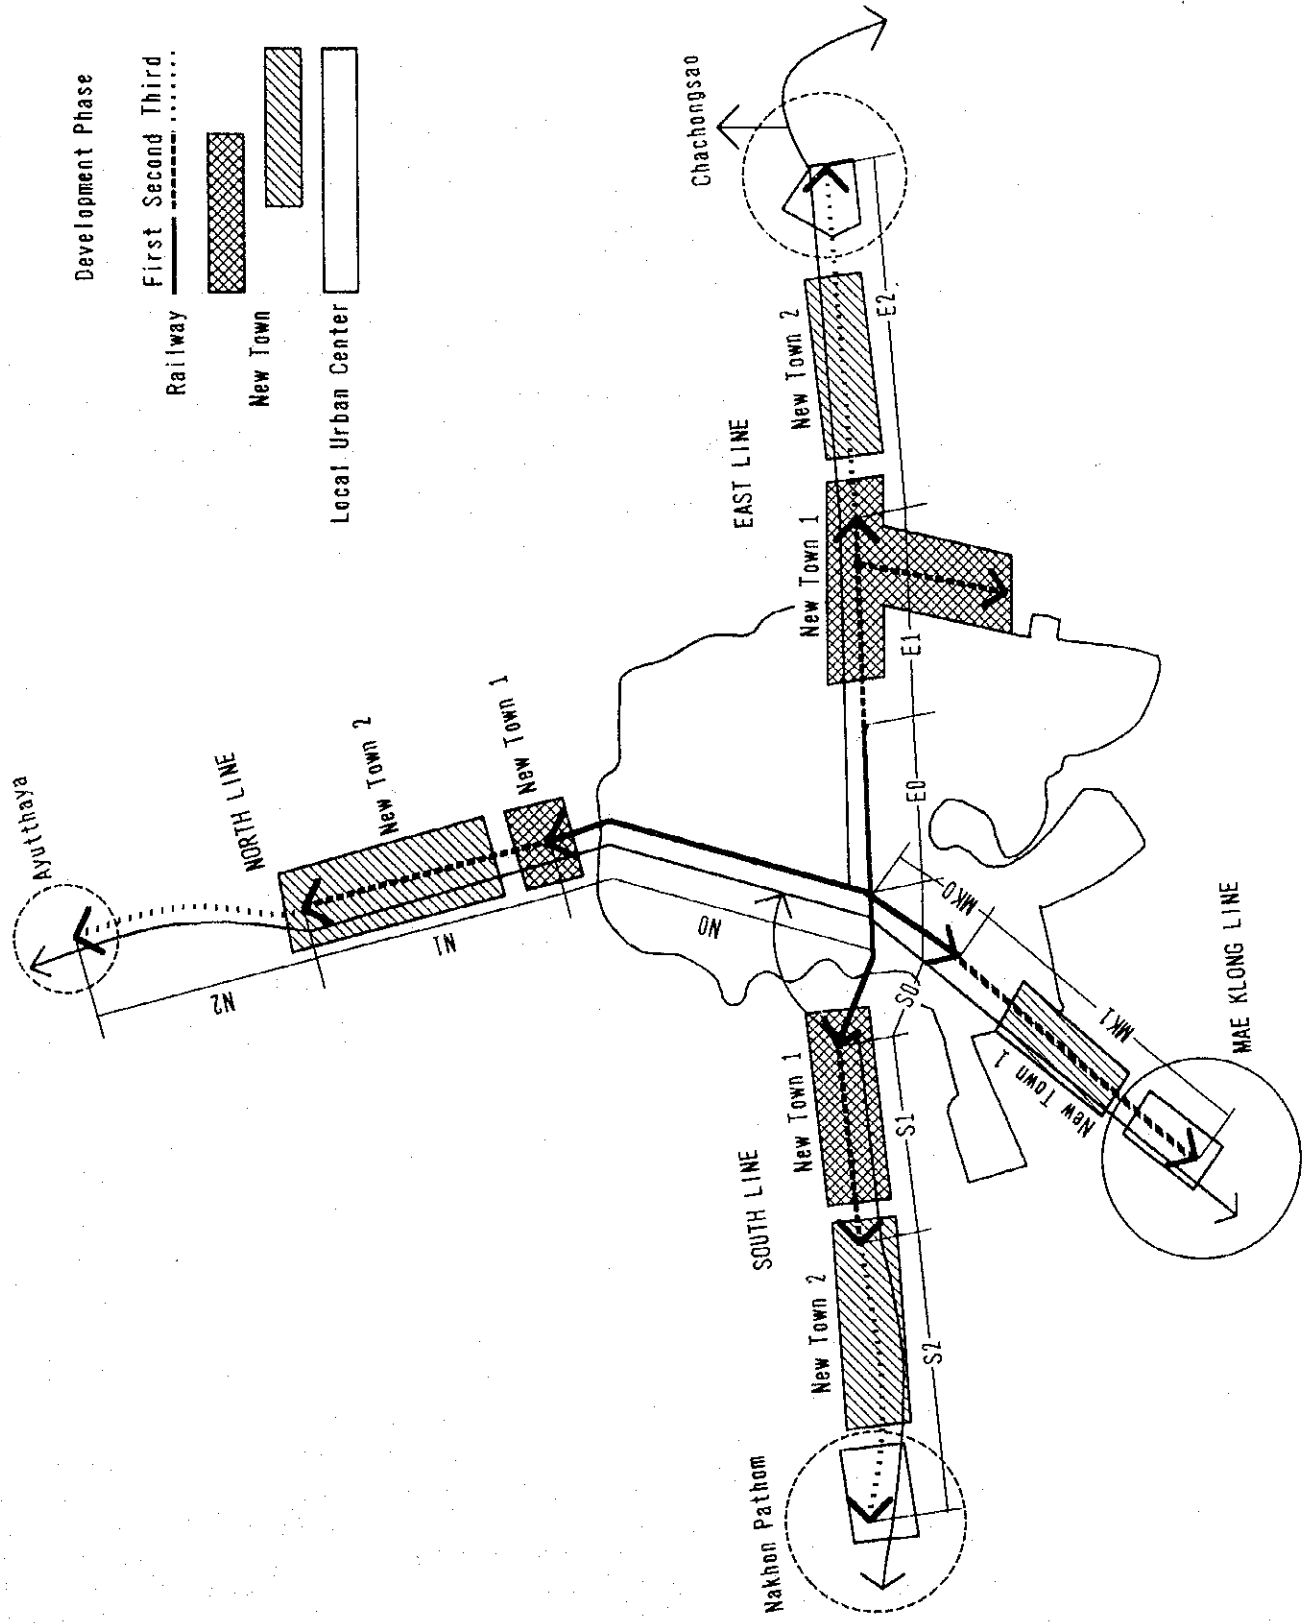 Development Phase
First Second Third
Railway
New Town
Local Urban Center
Ayutthaya
NORTH LINE
New Town 2
New Town 1
N2
N1
N0
Chachongsao
EAST LINE
New Town 2
New Town 1
E2
E1
E0
MK0
MK1
New Town 1
MAE KLONG LINE
S0
S1
S2
SOUTH LINE
New Town 1
New Town 2
Nakhon Pathom